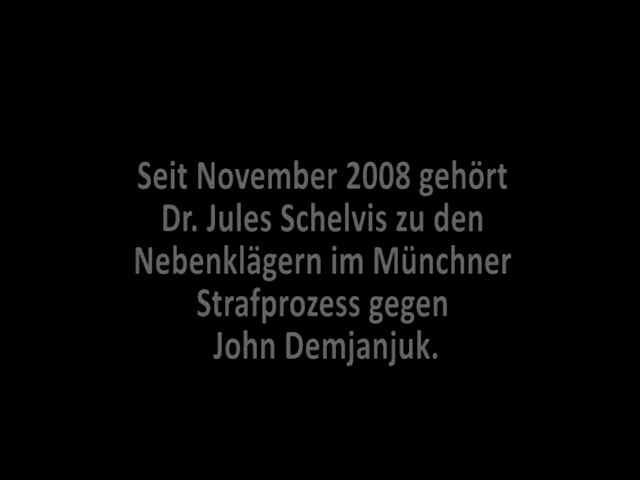 Seit November 2008 gehört
Dr. Jules Schelvis zu den
Nebenklägern im Münchner
Strafprozess gegen
John Demjanjuk.